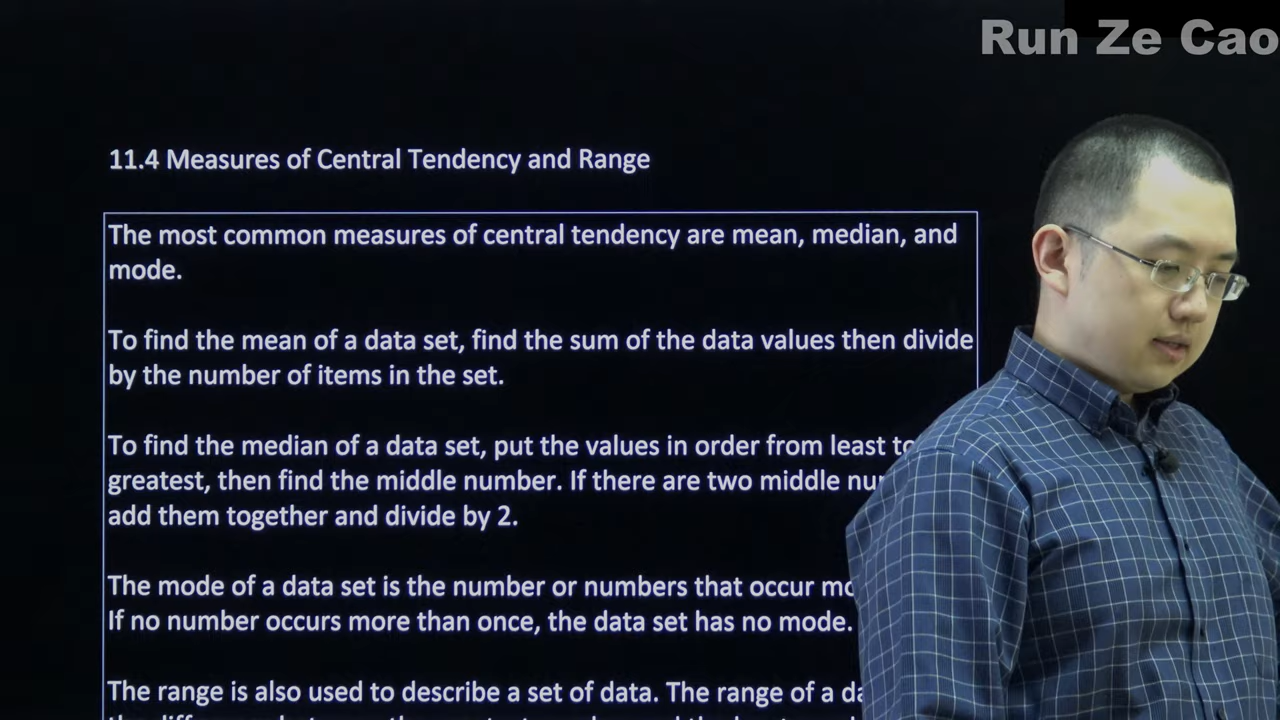 Run Ze Cao
11.4 Measures of Central Tendency and Range
The most common measures of central tendency are mean, median, and
mode.
To find the mean of a data set, find the sum of the data values then divide
by the number of items in the set.
To find the median of a data set, put the values in order from least to
greatest, then find the middle number. If there are two middle
add them together and divide by 2.
The mode of a data set is the number or numbers that occur
If no number occurs more than once, the data set has no mode.
The range is also used to describe a set of data. The range of a